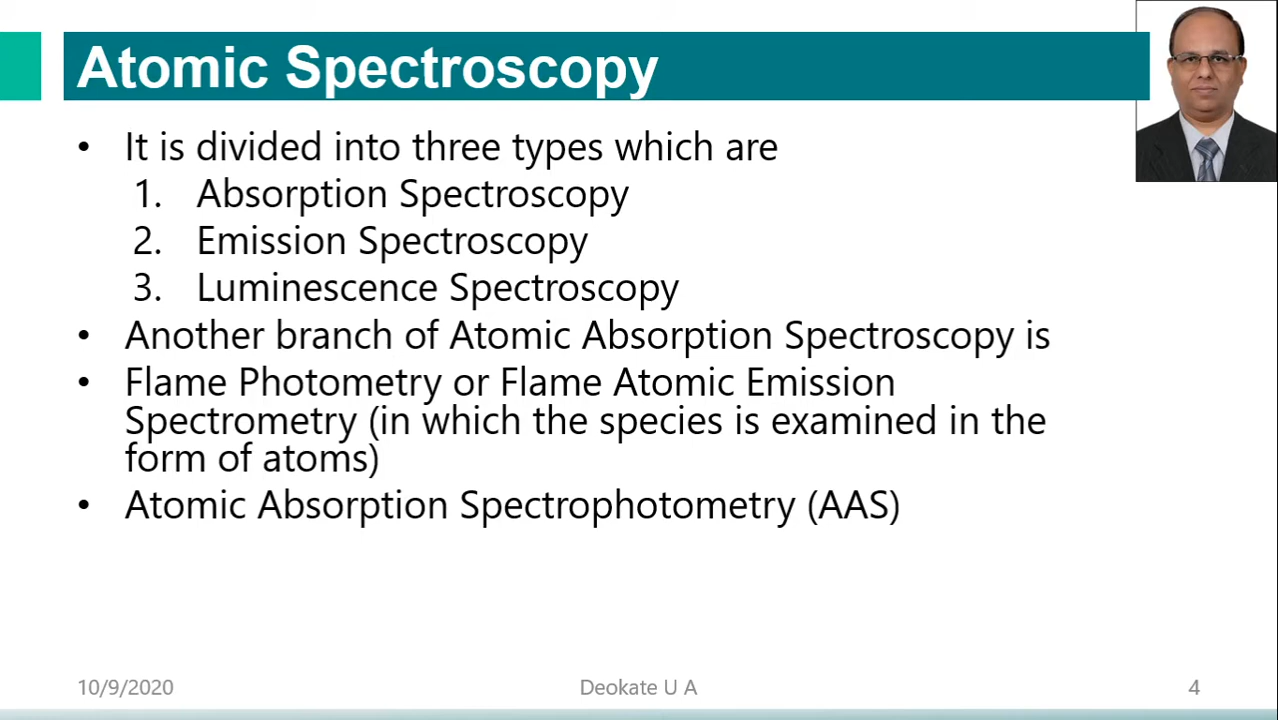 Atomic Spectroscopy
• It is divided into three types which are
1. Absorption Spectroscopy
2. Emission Spectroscopy
3. Luminescence Spectroscopy
• Another branch of Atomic Absorption Spectroscopy is
• Flame Photometry or Flame Atomic Emission
Spectrometry (in which the species is examined in the
form of atoms)
• Atomic Absorption Spectrophotometry (AAS)
10/9/2020 Deokate U A 4